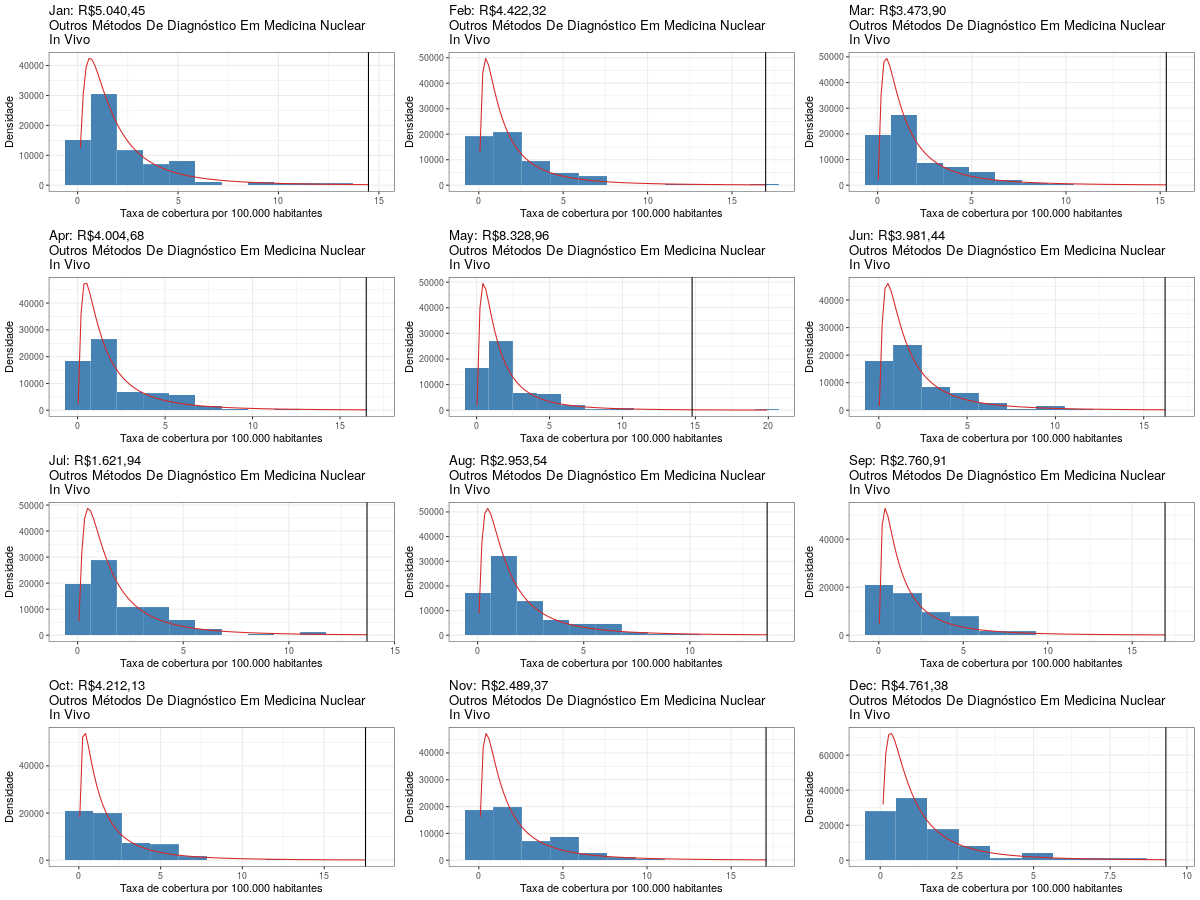 Jan: R$5.040,45
Outros Métodos De Diagnóstico Em Medicina Nuclear
In Vivo
Densidade
40000
30000
20000
10000
0
0 5 10 15
Taxa de cobertura por 100.000 habitantes
Feb: R$4.422,32
Outros Métodos De Diagnóstico Em Medicina Nuclear
In Vivo
Densidade
50000
40000
30000
20000
10000
0
0 5 10 15
Taxa de cobertura por 100.000 habitantes
Mar: R$3.473,90
Outros Métodos De Diagnóstico Em Medicina Nuclear
In Vivo
Densidade
50000
40000
30000
20000
10000
0
0 5 10 15
Taxa de cobertura por 100.000 habitantes
Apr: R$4.004,68
Outros Métodos De Diagnóstico Em Medicina Nuclear
In Vivo
Densidade
40000
30000
20000
10000
0
0 5 10 15
Taxa de cobertura por 100.000 habitantes
May: R$8.328,96
Outros Métodos De Diagnóstico Em Medicina Nuclear
In Vivo
Densidade
50000
40000
30000
20000
10000
0
0 5 10 15 20
Taxa de cobertura por 100.000 habitantes
Jun: R$3.981,44
Outros Métodos De Diagnóstico Em Medicina Nuclear
In Vivo
Densidade
40000
30000
20000
10000
0
0 5 10 15
Taxa de cobertura por 100.000 habitantes
Jul: R$1.621,94
Outros Métodos De Diagnóstico Em Medicina Nuclear
In Vivo
Densidade
50000
40000
30000
20000
10000
0
0 5 10 15
Taxa de cobertura por 100.000 habitantes
Aug: R$2.953,54
Outros Métodos De Diagnóstico Em Medicina Nuclear
In Vivo
Densidade
50000
40000
30000
20000
10000
0
0 5 10
Taxa de cobertura por 100.000 habitantes
Sep: R$2.760,91
Outros Métodos De Diagnóstico Em Medicina Nuclear
In Vivo
Densidade
40000
20000
0
0 5 10 15
Taxa de cobertura por 100.000 habitantes
Oct: R$4.212,13
Outros Métodos De Diagnóstico Em Medicina Nuclear
In Vivo
Densidade
40000
20000
0
0 5 10 15
Taxa de cobertura por 100.000 habitantes
Nov: R$2.489,37
Outros Métodos De Diagnóstico Em Medicina Nuclear
In Vivo
Densidade
40000
30000
20000
10000
0
0 5 10 15
Taxa de cobertura por 100.000 habitantes
Dec: R$4.761,38
Outros Métodos De Diagnóstico Em Medicina Nuclear
In Vivo
Densidade
60000
40000
20000
0
0 2.5 5 7.5 10
Taxa de cobertura por 100.000 habitantes